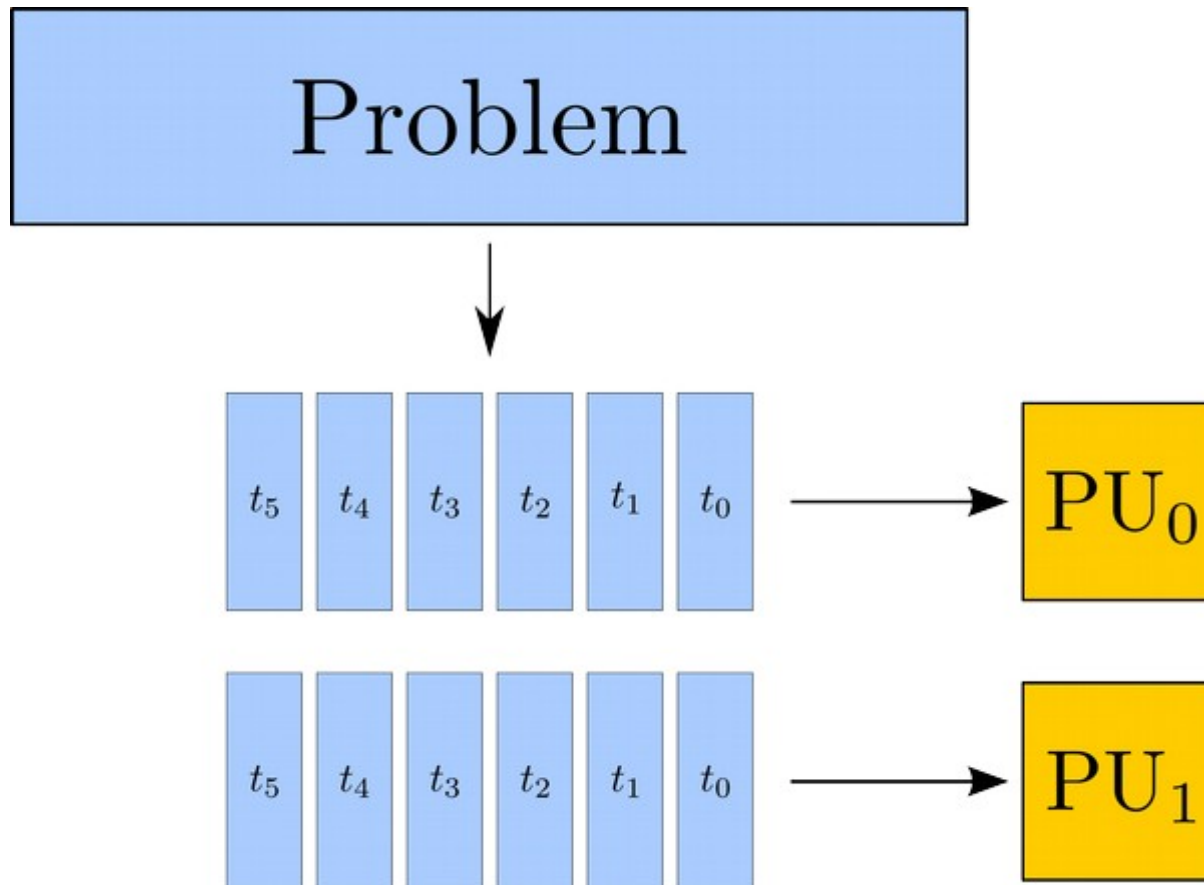 Problem
t₅ t₄ t₃ t₂ t₁ t₀ PU₀
t₅ t₄ t₃ t₂ t₁ t₀ PU₁